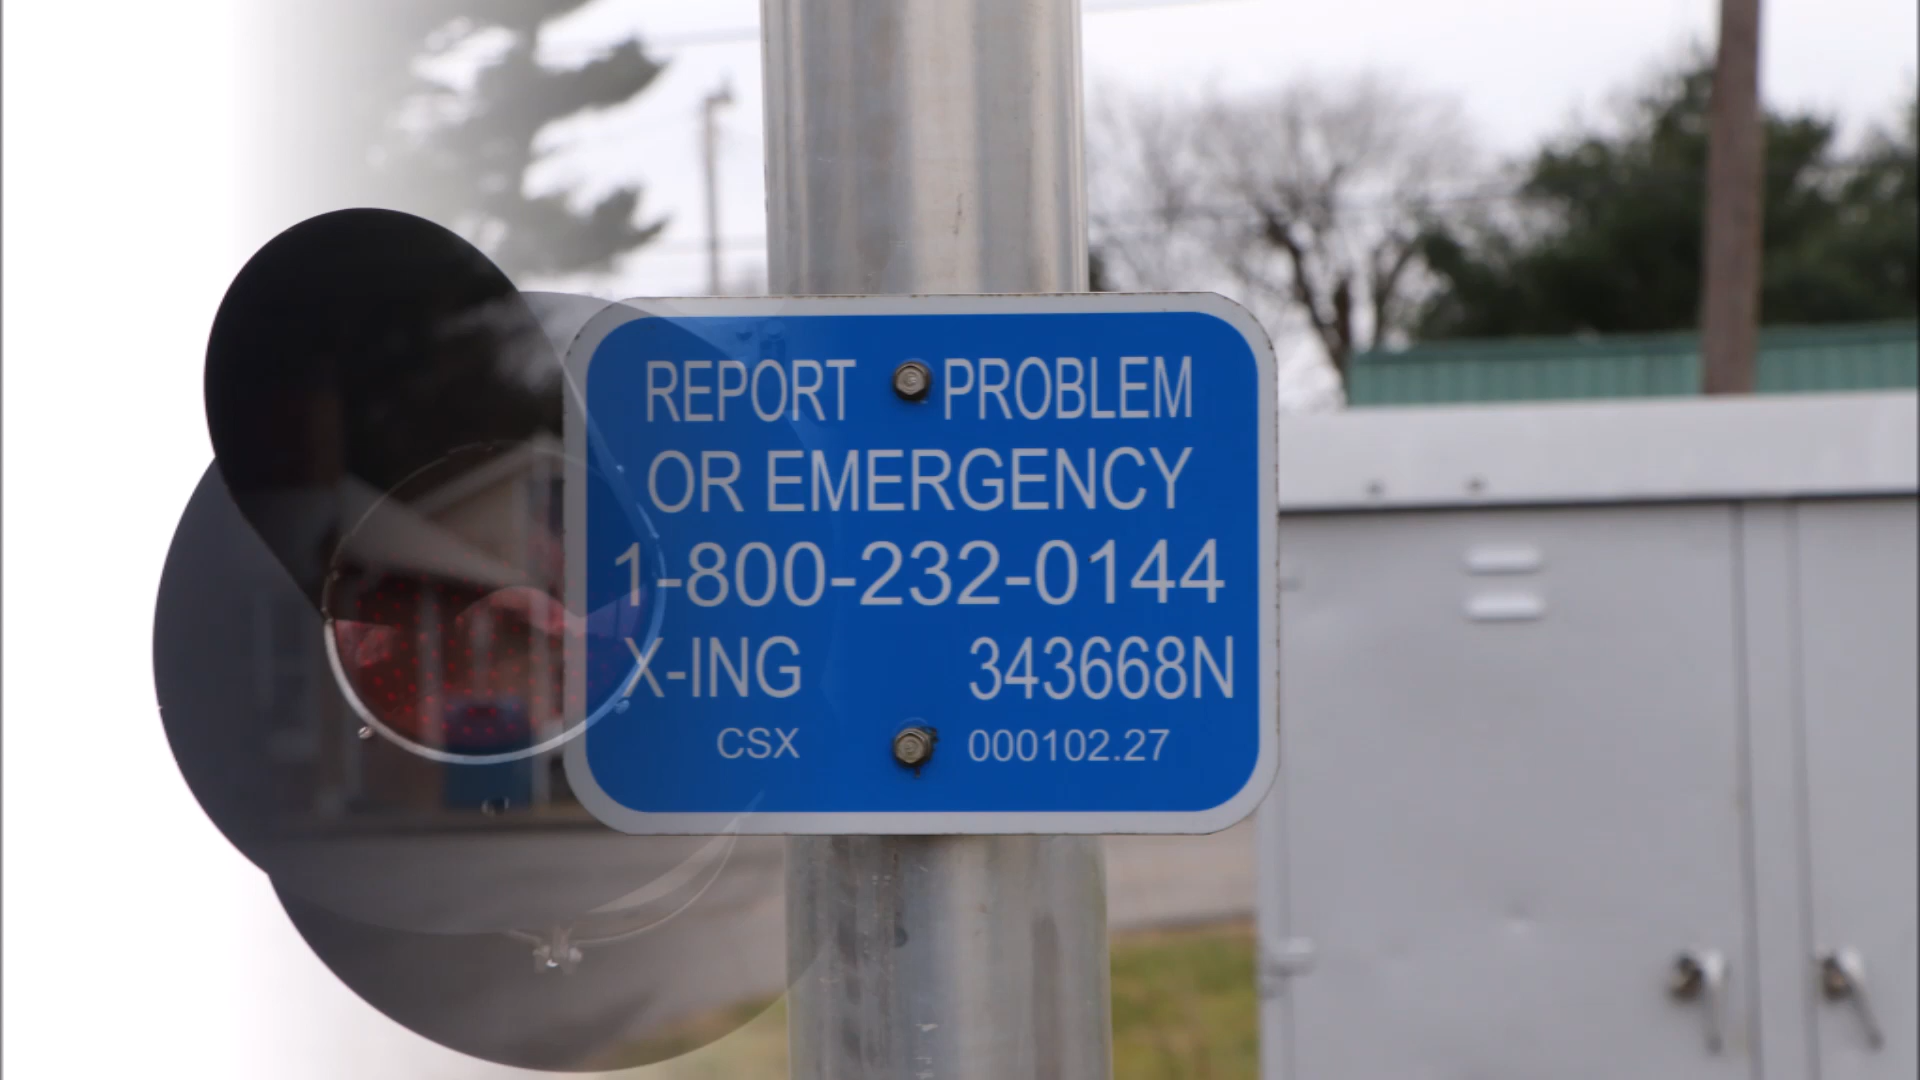 REPORT PROBLEM
OR EMERGENCY
1-800-232-0144
X-ING 343668N
CSX 000102.27